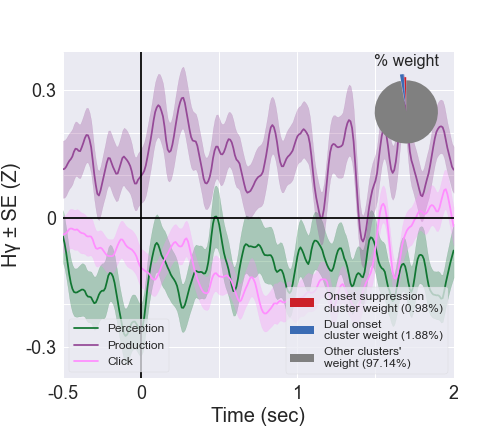 % weight
0.3
0
-0.3
Hγ ± SE (Z)
Perception
Production
Click
Onset suppression
cluster weight (0.98%)
Dual onset
cluster weight (1.88%)
Other clusters'
weight (97.14%)
-0.5
0
1
2
Time (sec)